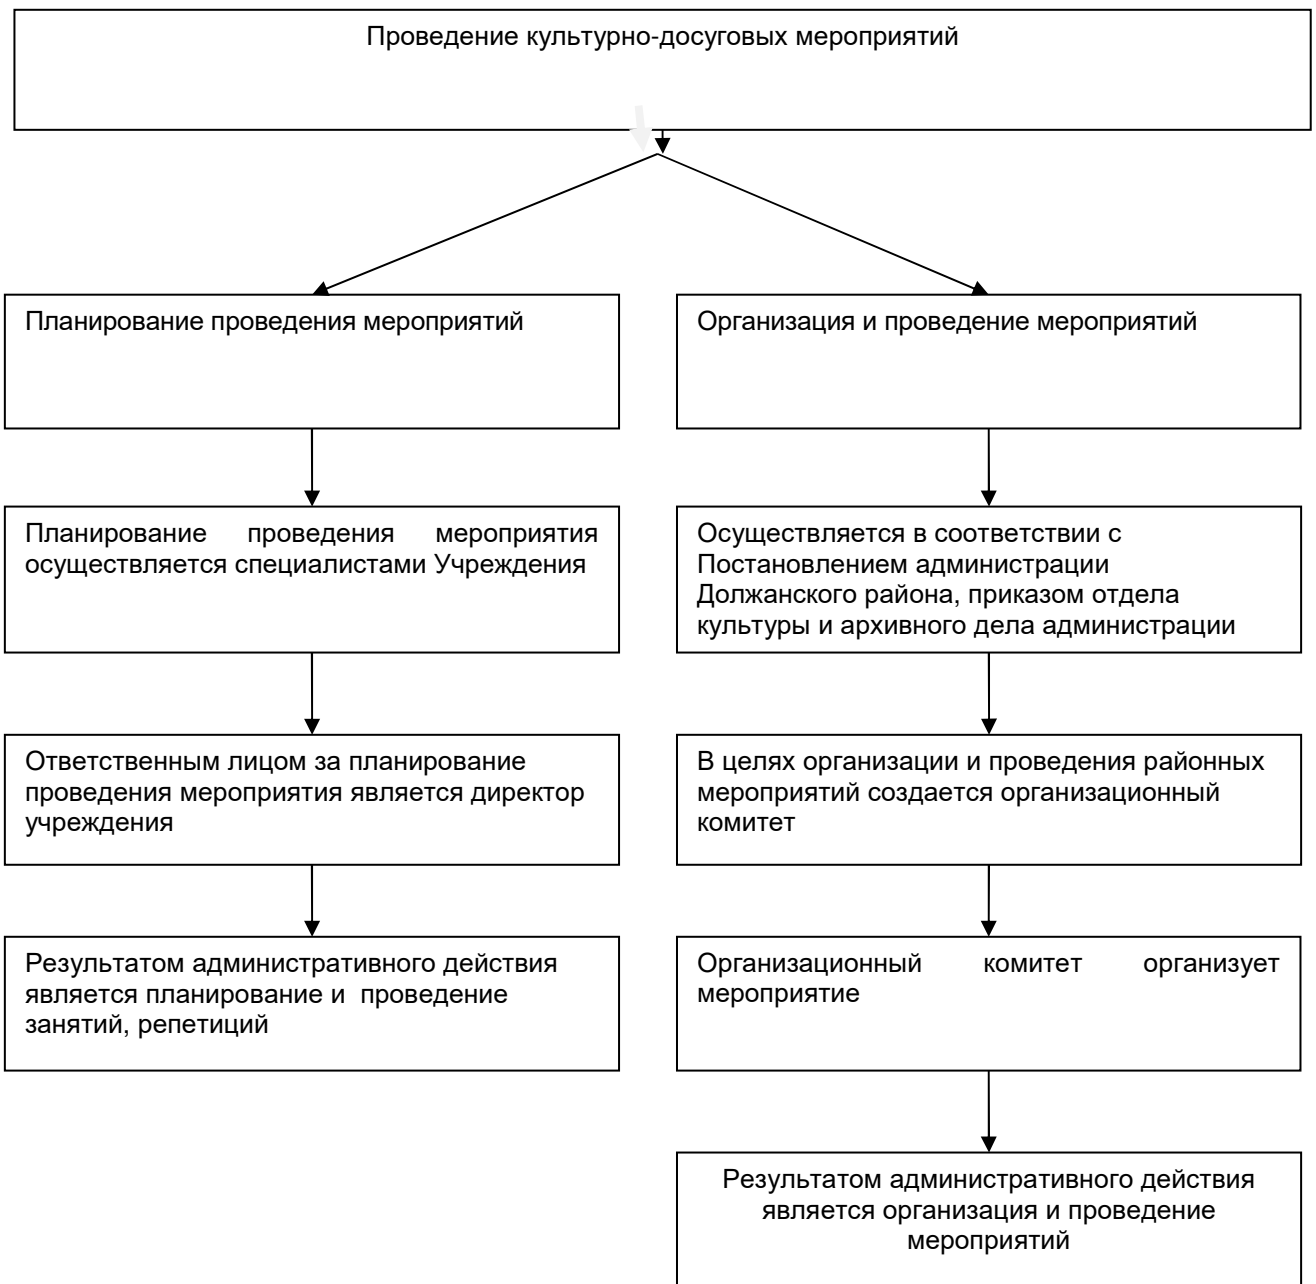 Проведение культурно-досуговых мероприятий
Планирование проведения мероприятий
Организация и проведение мероприятий
Планирование проведения мероприятия
осуществляется специалистами Учреждения
Осуществляется в соответствии с
Постановлением администрации
Должанского района, приказом отдела
культуры и архивного дела администрации
Ответственным лицом за планирование
проведения мероприятия является директор
учреждения
В целях организации и проведения районных
мероприятий создается организационный
комитет
Результатом административного действия
является планирование и проведение
занятий, репетиций
Организационный комитет организует
мероприятие
Результатом административного действия
является организация и проведение
мероприятий